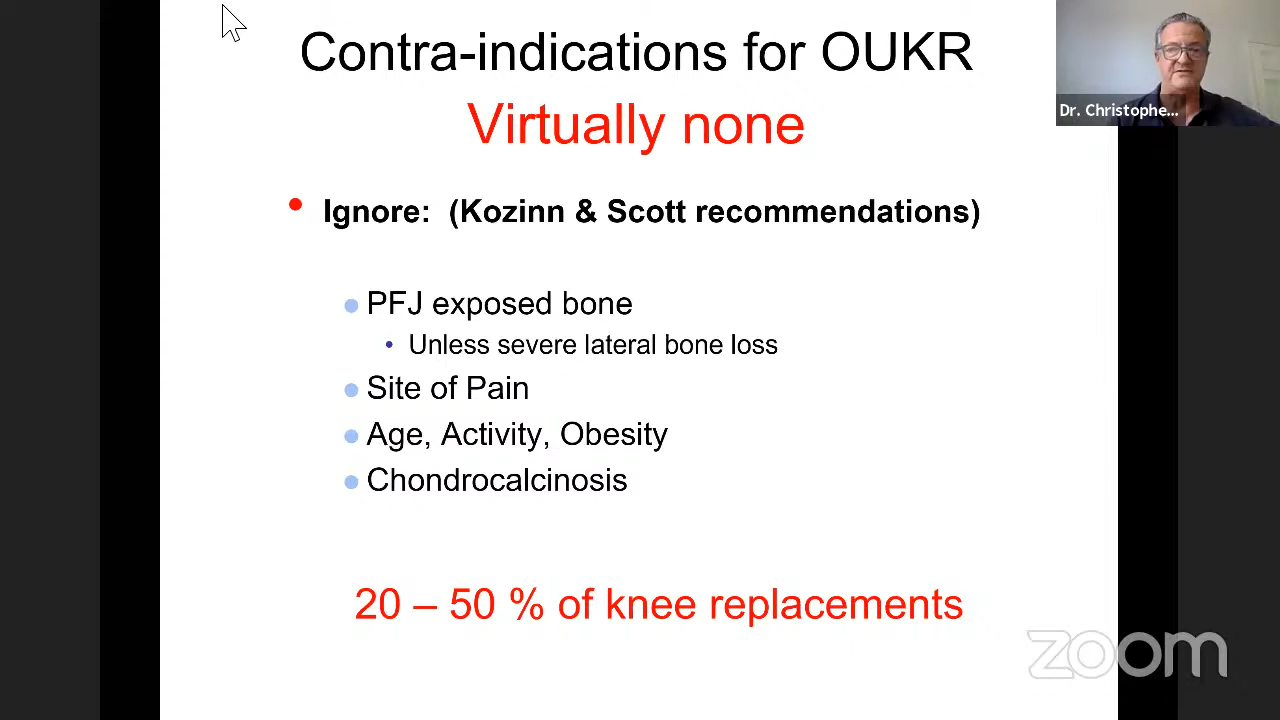 Contra-indications for OUKR
Virtually none
Dr. Christophe...
• Ignore: (Kozinn & Scott recommendations)
PFJ exposed bone
• Unless severe lateral bone loss
Site of Pain
Age, Activity, Obesity
Chondrocalcinosis
20 – 50 % of knee replacements
zoom